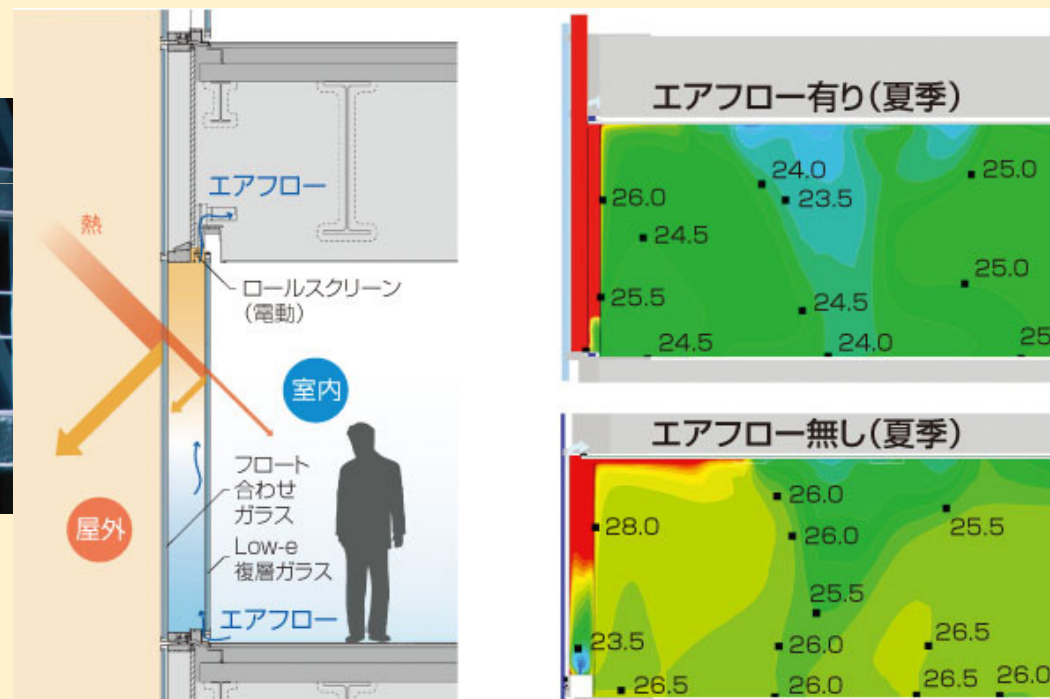 エアフロー
熱
ロールスクリーン
（電動）
室内
フロート
合わせ
ガラス
屋外
Low-e
複層ガラス
エアフロー
エアフロー有り（夏季）
24.0
25.0
26.0
23.5
24.5
25.0
25.5
24.5
24.5
24.0
25
エアフロー無し（夏季）
26.0
28.0
26.0
25.5
25.5
23.5
26.0
26.5
26.5
26.0
26.5
26.0